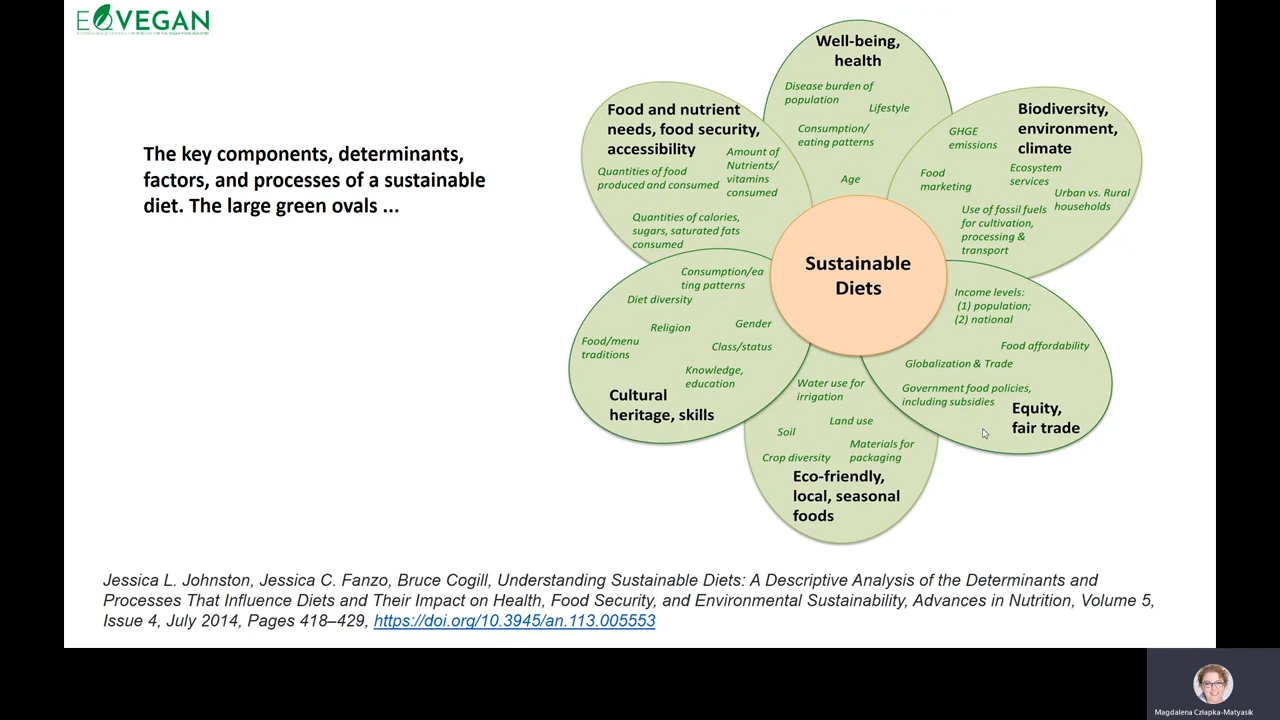 EQVEGAN
The key components, determinants,
factors, and processes of a sustainable
diet. The large green ovals ...
Well-being,
health
Disease burden of
population
Lifestyle
Consumption/
eating patterns
Age
Food and nutrient
needs, food security,
accessibility
Amount of
Nutrients/
vitamins
consumed
Quantities of food
produced and consumed
Quantities of calories,
sugars, saturated fats
consumed
Biodiversity,
environment,
climate
GHGE
emissions
Ecosystem
services
Food
marketing
Urban vs. Rural
households
Use of fossil fuels
for cultivation,
processing &
transport
Sustainable
Diets
Consumption/ea
ting patterns
Diet diversity
Religion
Gender
Food/menu
traditions
Class/status
Knowledge,
education
Cultural
heritage, skills
Income levels:
(1) population;
(2) national
Food affordability
Globalization & Trade
Government food policies,
including subsidies
Equity,
fair trade
Water use for
irrigation
Land use
Soil
Materials for
packaging
Crop diversity
Eco-friendly,
local, seasonal
foods
Jessica L. Johnston, Jessica C. Fanzo, Bruce Cogill, Understanding Sustainable Diets: A Descriptive Analysis of the Determinants and
Processes That Influence Diets and Their Impact on Health, Food Security, and Environmental Sustainability, Advances in Nutrition, Volume 5,
Issue 4, July 2014, Pages 418–429, https://doi.org/10.3945/an.113.005553
Magdalena Człapka-Matyasik